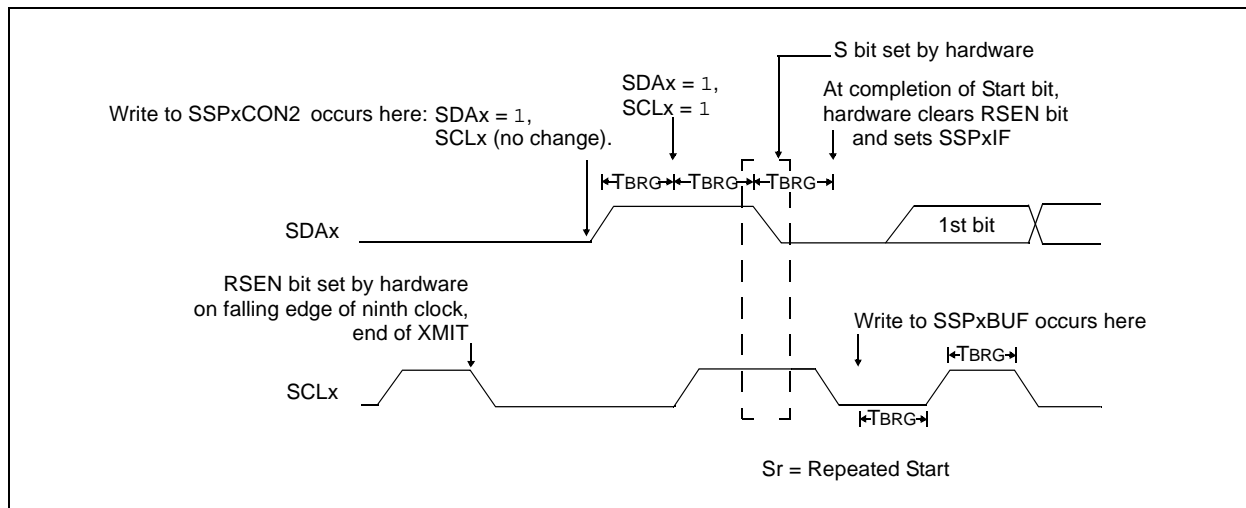 S bit set by hardware
SDAx = 1,
SCLx = 1
At completion of Start bit,
hardware clears RSEN bit
and sets SSPxIF
Write to SSPxCON2 occurs here: SDAx = 1,
SCLx (no change).
TBRG
TBRG
TBRG
SDAx
1st bit
RSEN bit set by hardware
on falling edge of ninth clock,
end of XMIT
Write to SSPxBUF occurs here
TBRG
SCLx
TBRG
Sr = Repeated Start